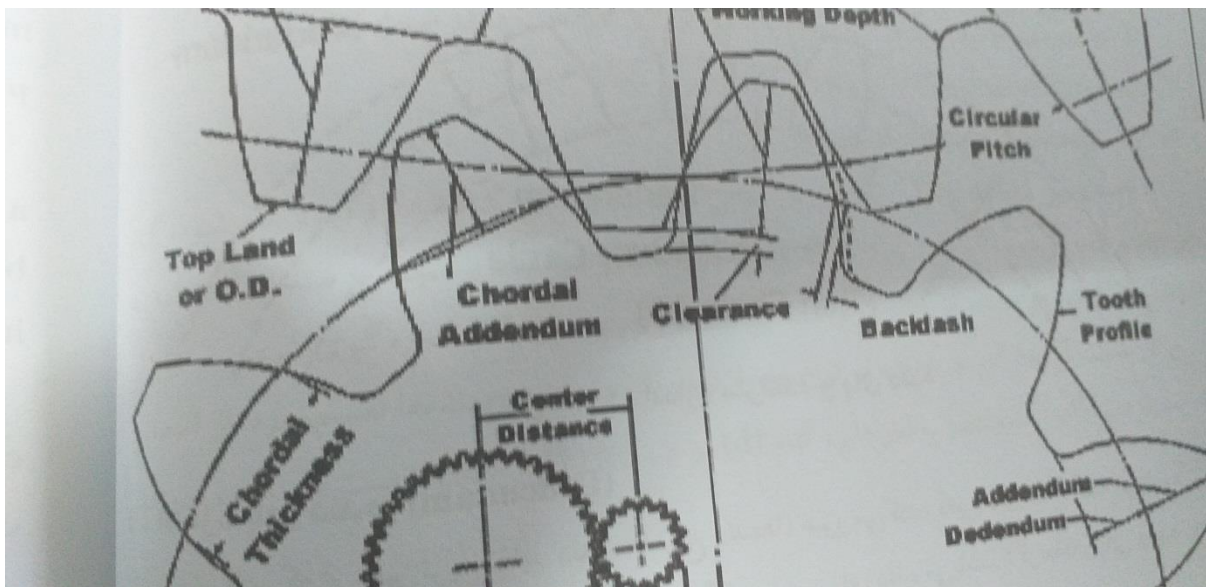 Working Depth
Circular
Pitch
Top Land
or O.D.
Chordal
Addendum
Clearance
Backlash
Tooth
Profile
Center
Distance
Chordal
Thickness
Addendum
Dedendum